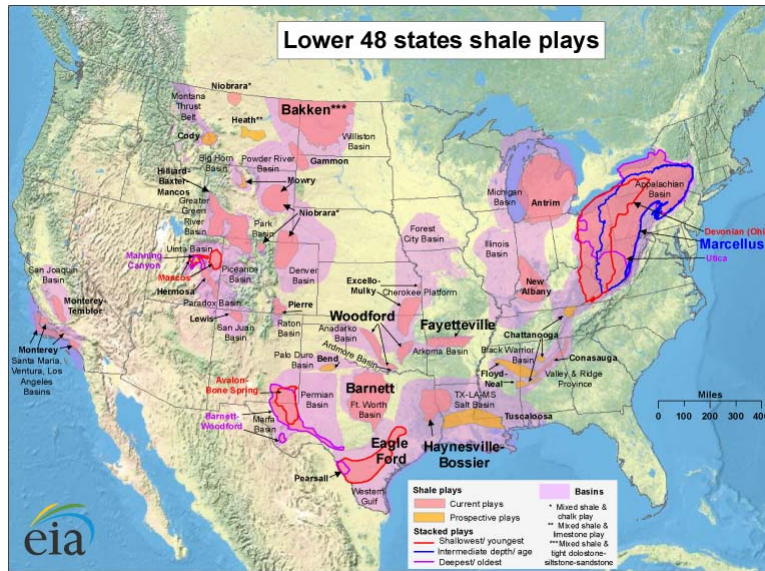 Lower 48 states shale plays
Niobrara*
Montana
Thrust
Belt
Bakken***
Heath**
Cody
Williston
Basin
Big Horn
Basin
Powder River
Basin
Gammon
Hilliard-
Baxter-
Mancos
Mowry
Greater
Green
River
Basin
Park
Basin
Niobrara*
Uinta Basin
Manning
Canyon
Mancos
Piceance
Basin
Denver
Basin
Hermosa
Paradox Basin
Pierre
Lewis
San Juan
Basin
Raton
Basin
San Joaquin
Basin
Monterey-
Temblor
Monterey
Santa Maria,
Ventura, Los
Angeles
Basins
Michigan
Basin
Antrim
Appalachian
Basin
Devonian (Ohi
Marcellus
Utica
Forest
City Basin
Illinois
Basin
Excello-
Mulky
Cherokee Platform
New
Albany
Woodford
Fayetteville
Anadarko
Basin
Chattanooga
Ardmore Basin
Arkoma Basin
Black Warrior
Basin
Conasauga
Palo Duro
Basin
Bend
Floyd-
Neal
Valley & Ridge
Province
Avalon-
Bone Spring
Permian
Basin
Barnett
Ft. Worth
Basin
TX-LA-MS
Salt Basin
Tuscaloosa
Barnett-
Woodford
Marfa
Basin
Eagle
Ford
Haynesville-
Bossier
Pearsall
Western
Gulf
Miles
0 100 200 300 400
Shale plays
Current plays
Prospective plays
Stacked plays
Shallowest/ youngest
Intermediate depth/ age
Deepest/ oldest
Basins
* Mixed shale &
chalk play
** Mixed shale &
limestone play
***Mixed shale &
tight dolostone-
siltstone-sandstone
eia